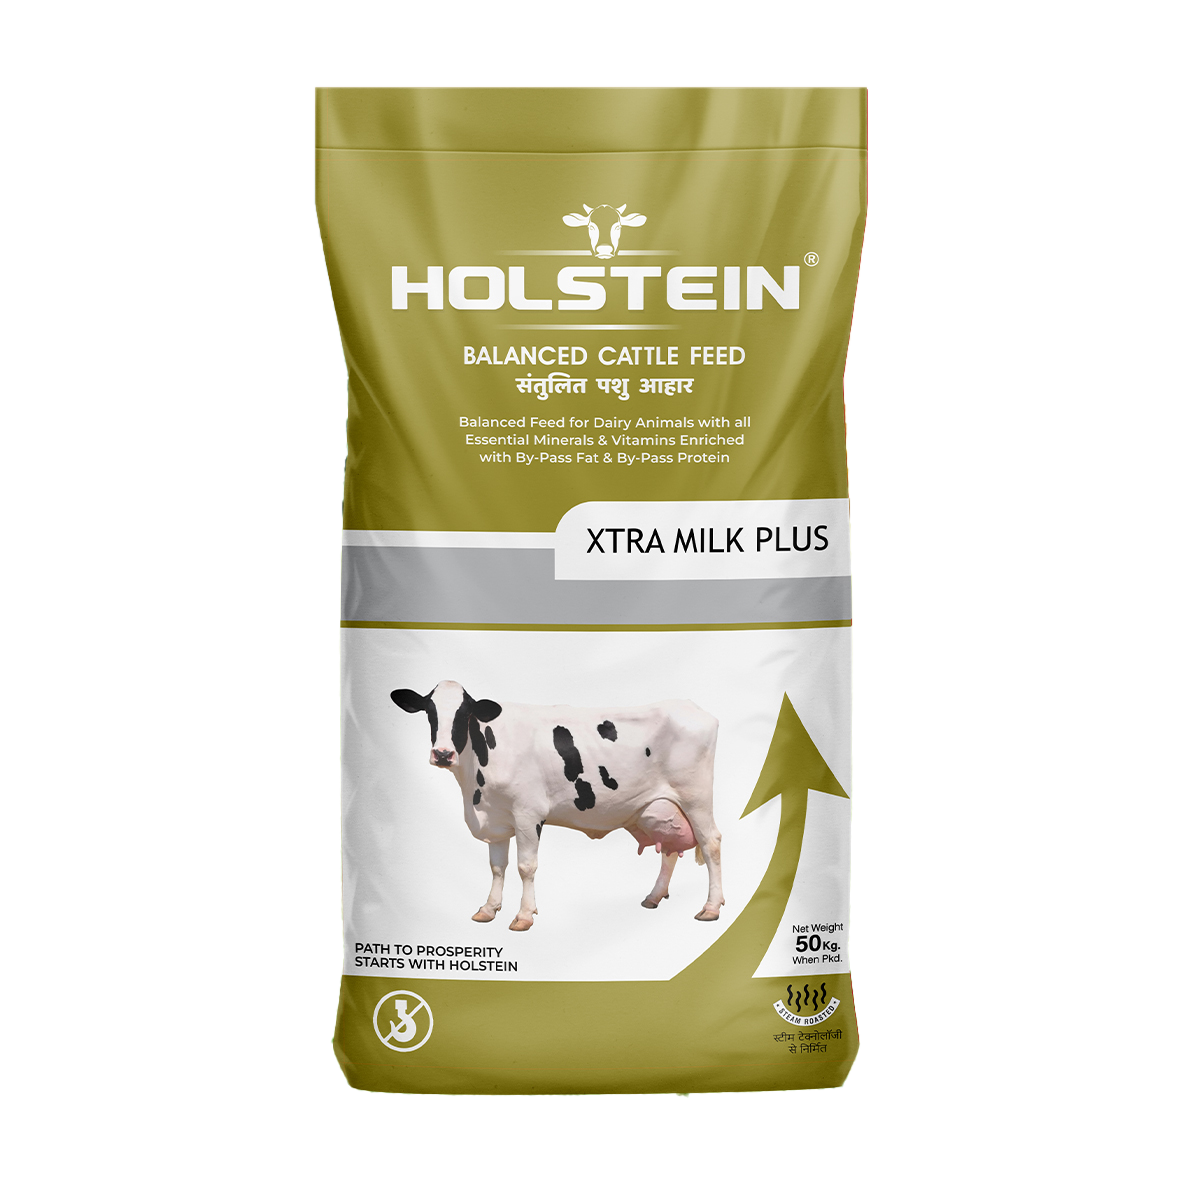 HOLSTEIN®
BALANCED CATTLE FEED
संतुलित पशु आहार
Balanced Feed for Dairy Animals with all
Essential Minerals & Vitamins Enriched
with By-Pass Fat & By-Pass Protein
XTRA MILK PLUS
PATH TO PROSPERITY
STARTS WITH HOLSTEIN
Net Weight
50 Kg.
When Pkd.
• STEAM ROASTED •
स्टीम टेक्नोलॉजी
से निर्मित